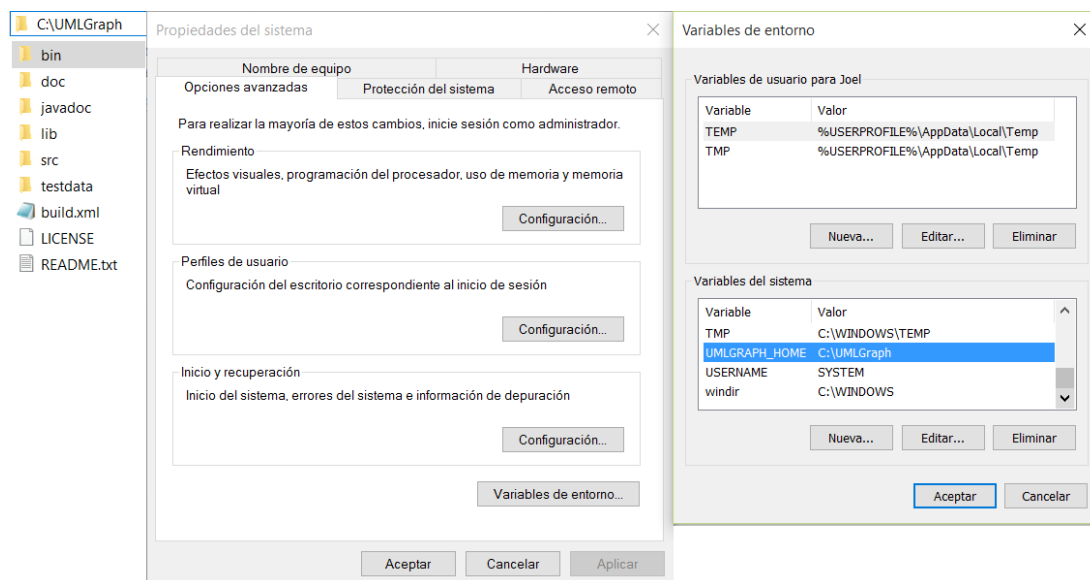 C:\UMLGraph
bin
doc
javadoc
lib
src
testdata
build.xml
LICENSE
README.txt
Propiedades del sistema
Nombre de equipo Hardware
Opciones avanzadas Protección del sistema Acceso remoto
Para realizar la mayoría de estos cambios, inicie sesión como administrador.
Rendimiento
Efectos visuales, programación del procesador, uso de memoria y memoria
virtual
Configuración...
Perfiles de usuario
Configuración del escritorio correspondiente al inicio de sesión
Configuración...
Inicio y recuperación
Inicio del sistema, errores del sistema e información de depuración
Configuración...
Variables de entorno...
Aceptar Cancelar Aplicar
Variables de entorno
Variables de usuario para Joel
Variable Valor
TEMP %USERPROFILE%\AppData\Local\Temp
TMP %USERPROFILE%\AppData\Local\Temp
Nueva... Editar... Eliminar
Variables del sistema
Variable Valor
TMP C:\WINDOWS\TEMP
UMLGRAPH_HOME C:\UMLGraph
USERNAME SYSTEM
windir C:\WINDOWS
Nueva... Editar... Eliminar
Aceptar Cancelar